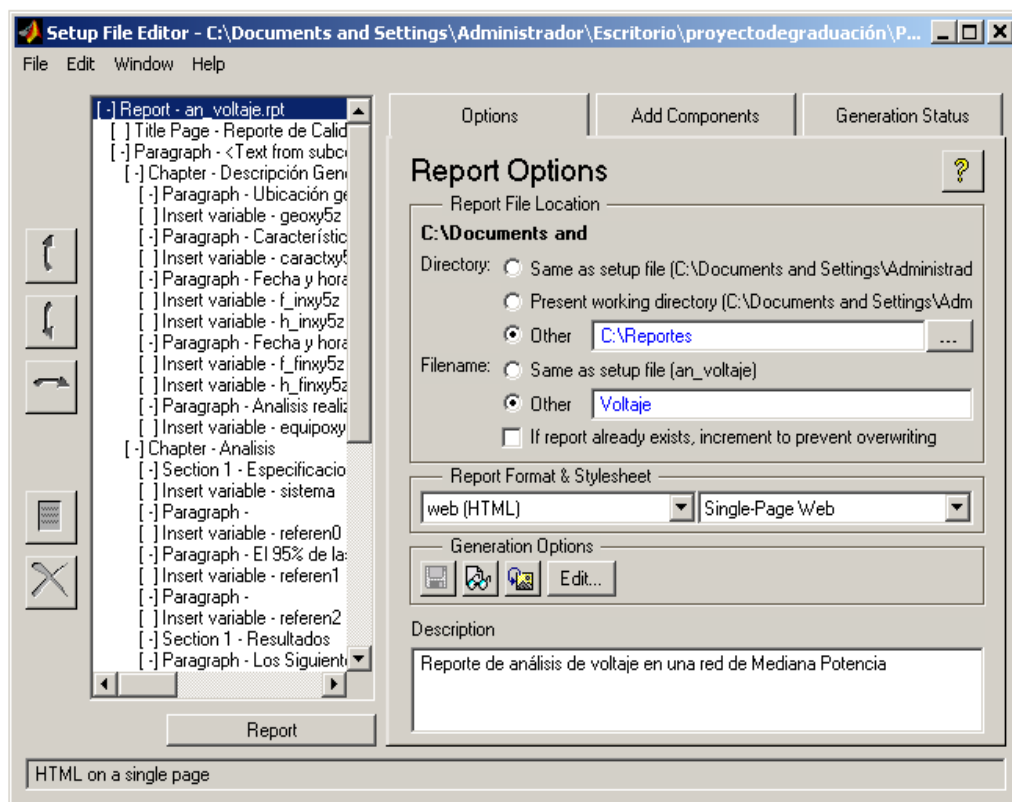 Setup File Editor - C:\Documents and Settings\Administrador\Escritorio\proyectodegraduación\P...
File Edit Window Help
[-] Report - an_voltaje.rpt
[ ] Title Page - Reporte de Calid
[-] Paragraph - <Text from subco
[-] Chapter - Descripción Gen
[-] Paragraph - Ubicación ge
[ ] Insert variable - geoxy5z
[-] Paragraph - Característic
[ ] Insert variable - caractxy5
[-] Paragraph - Fecha y hora
[ ] Insert variable - f_inxy5z
[ ] Insert variable - h_inxy5z
[-] Paragraph - Fecha y hora
[ ] Insert variable - f_finxy5z
[ ] Insert variable - h_finxy5z
[-] Paragraph - Analisis realiz
[ ] Insert variable - equipoxy
[-] Chapter - Analisis
[-] Section 1 - Especificacio
[ ] Insert variable - sistema
[-] Paragraph -
[ ] Insert variable - referen0
[-] Paragraph - El 95% de la
[ ] Insert variable - referen1
[-] Paragraph -
[ ] Insert variable - referen2
[-] Section 1 - Resultados
[-] Paragraph - Los Siguient
Report
Options Add Components Generation Status
Report Options
?
Report File Location
C:\Documents and
Directory: Same as setup file (C:\Documents and Settings\Administrad
Present working directory (C:\Documents and Settings\Adm
Other C:\Reportes ...
Filename: Same as setup file (an_voltaje)
Other Voltaje
If report already exists, increment to prevent overwriting
Report Format & Stylesheet
web (HTML) Single-Page Web
Generation Options
Edit...
Description
Reporte de análisis de voltaje en una red de Mediana Potencia
HTML on a single page